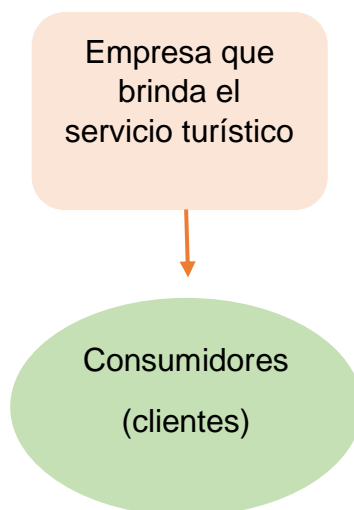 Empresa que
brinda el
servicio turístico
Consumidores
(clientes)